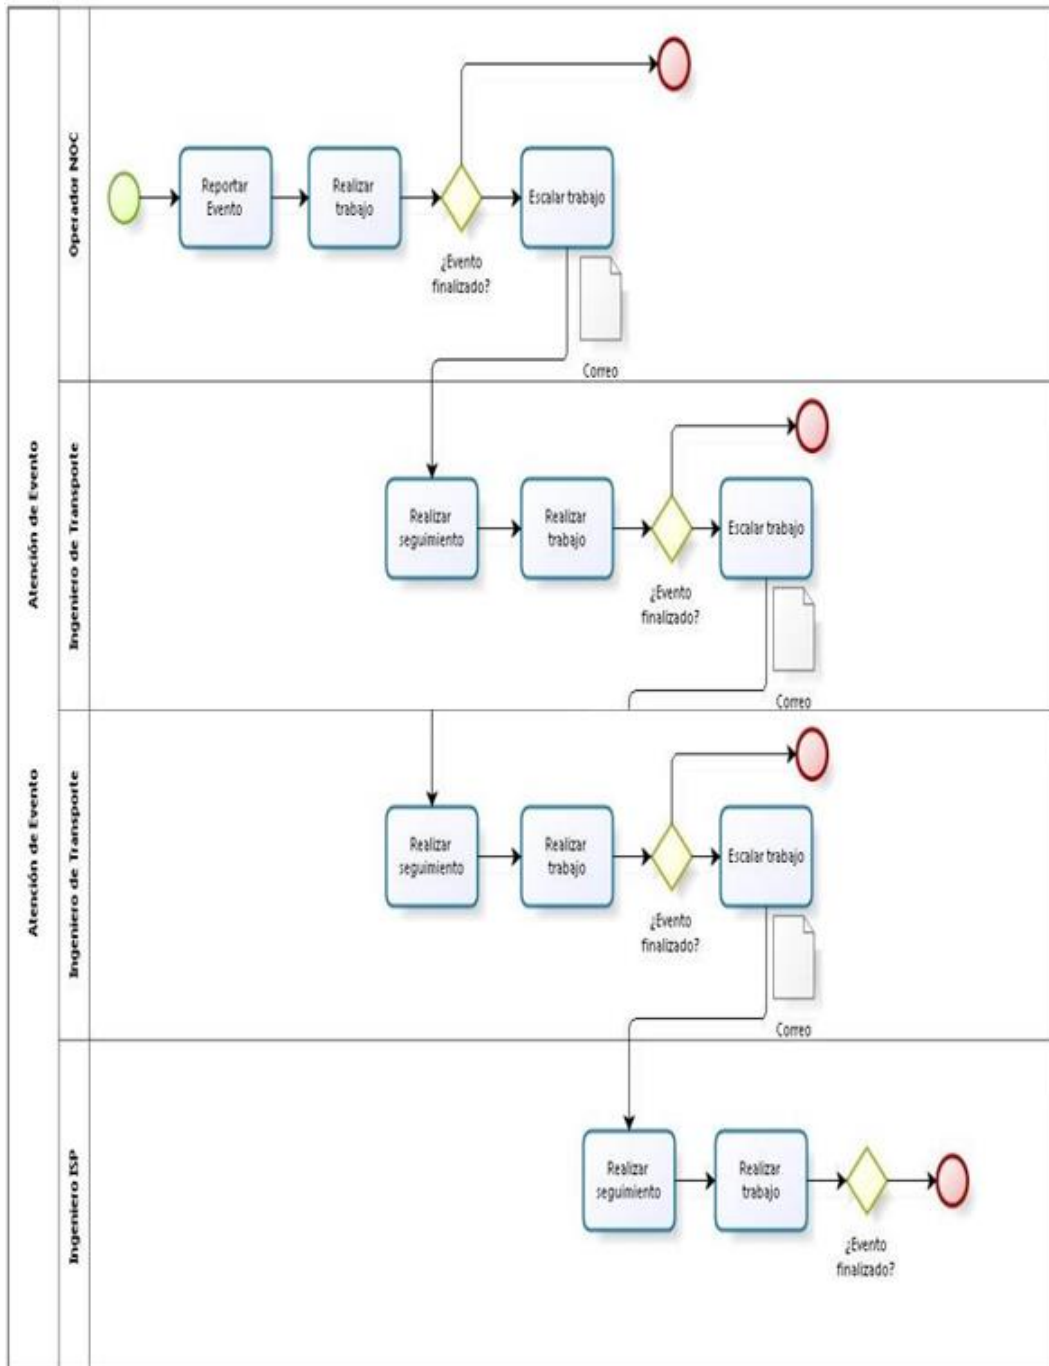 Atención de Evento
Operador NOC
Reportar
Evento
Realizar
trabajo
¿Evento
finalizado?
Escalar trabajo
Correo
Ingeniero de Transporte
Realizar
seguimiento
Realizar
trabajo
¿Evento
finalizado?
Escalar trabajo
Correo
Atención de Evento
Ingeniero de Transporte
Realizar
seguimiento
Realizar
trabajo
¿Evento
finalizado?
Escalar trabajo
Correo
Ingeniero ISP
Realizar
seguimiento
Realizar
trabajo
¿Evento
finalizado?